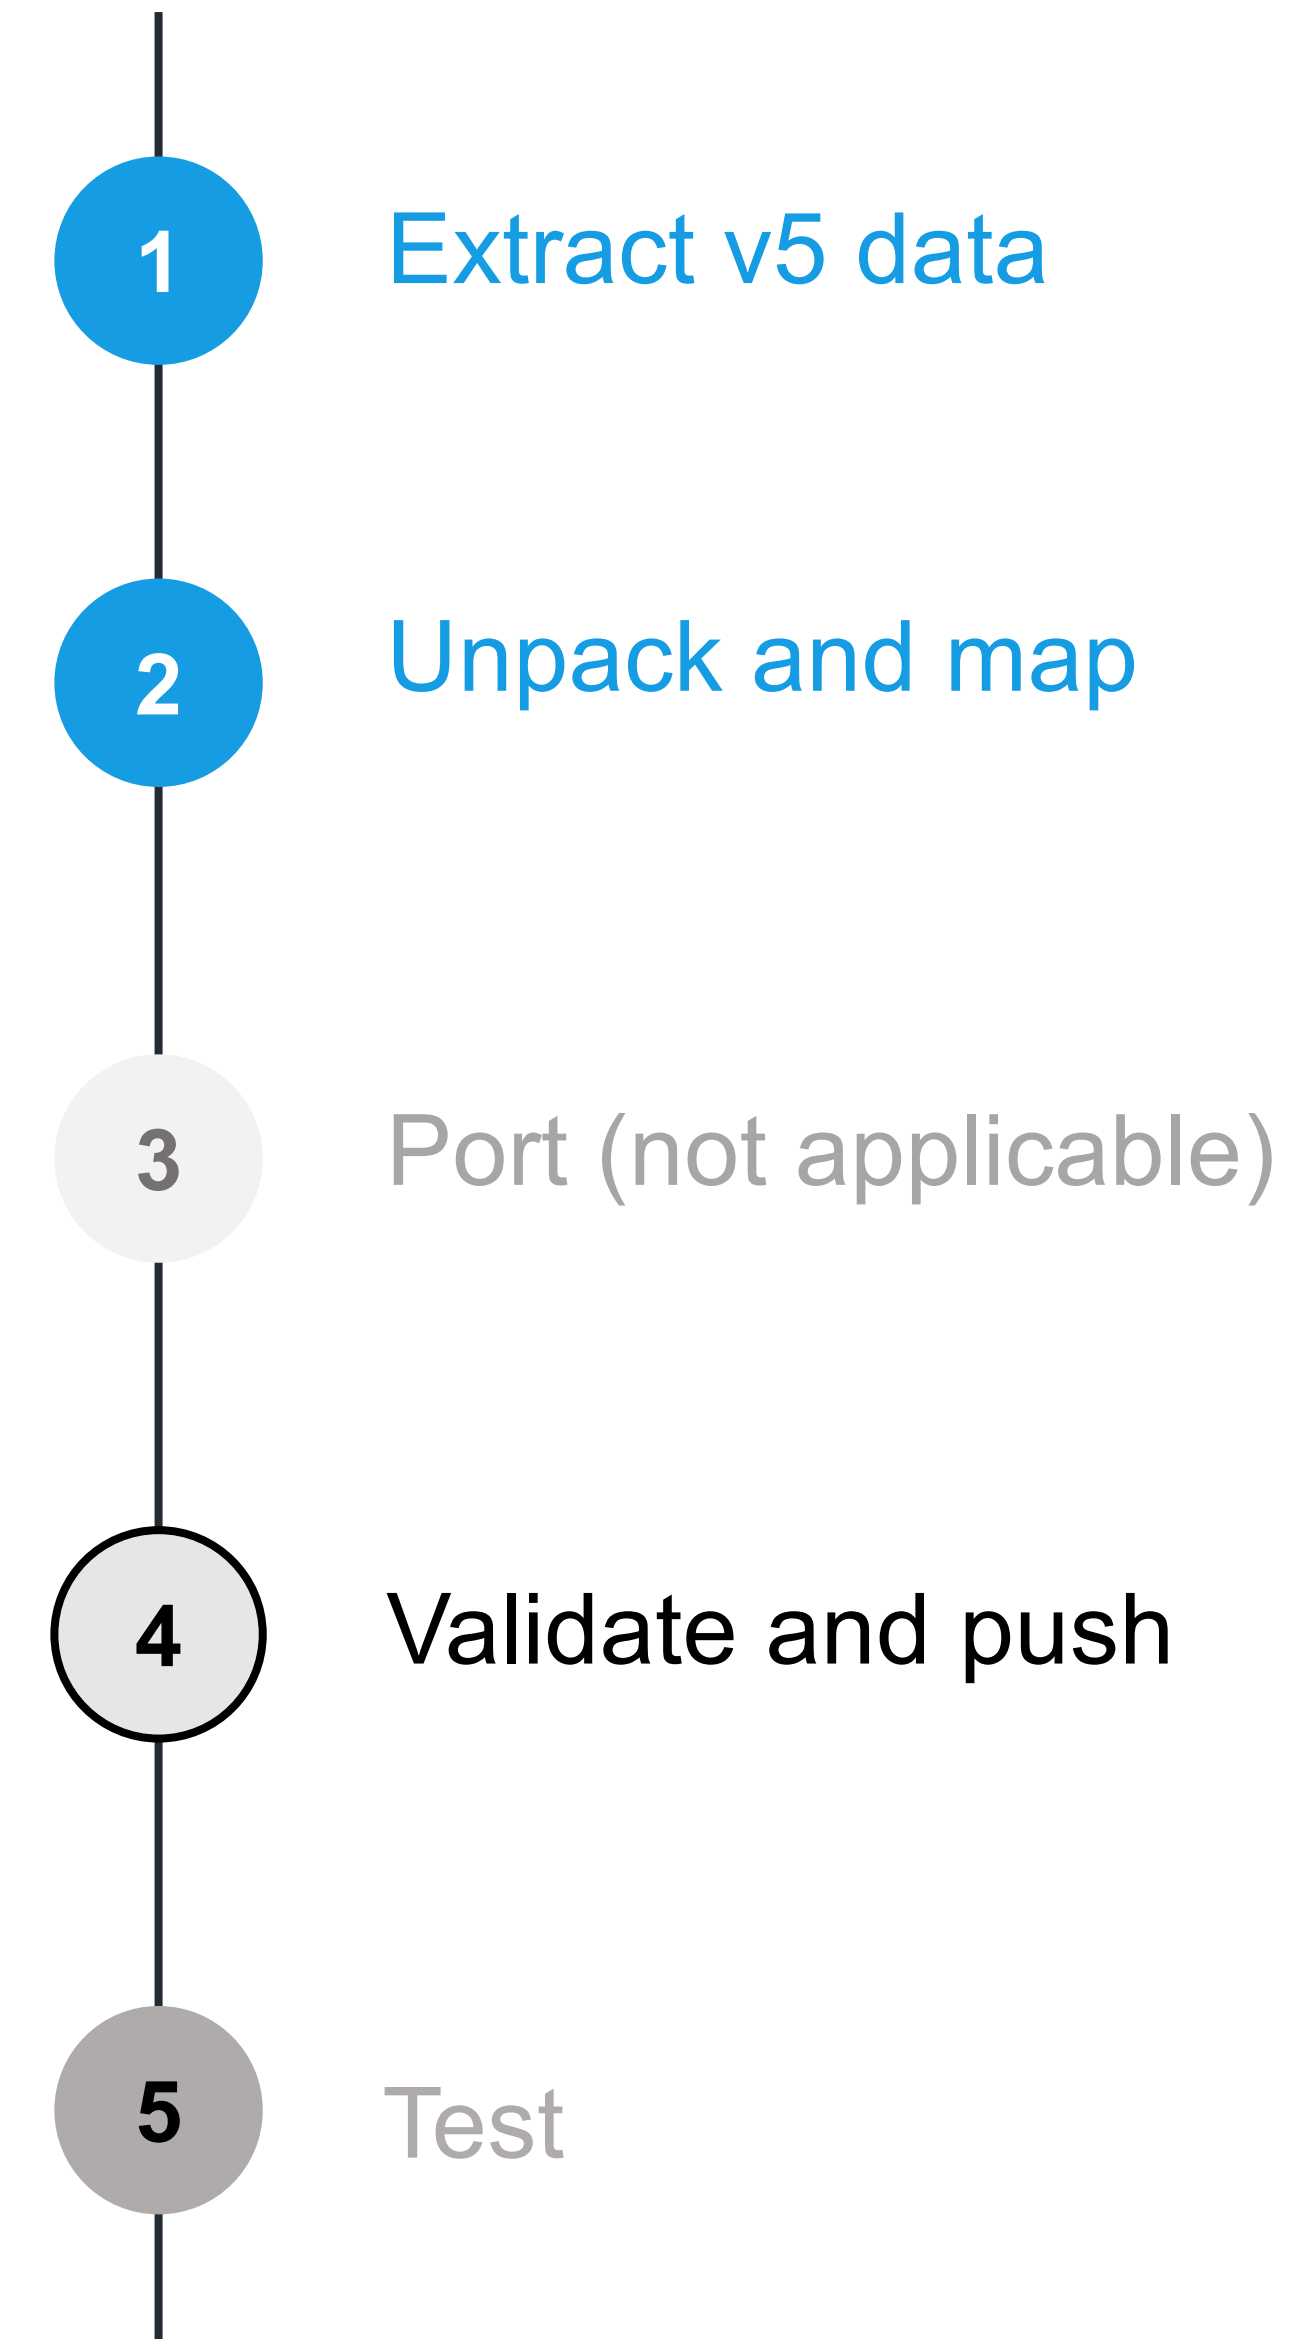 1 Extract v5 data
2 Unpack and map
3 Port (not applicable)
4 Validate and push
5 Test